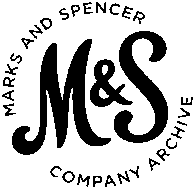 MARKS AND SPENCER
M&S
COMPANY ARCHIVE